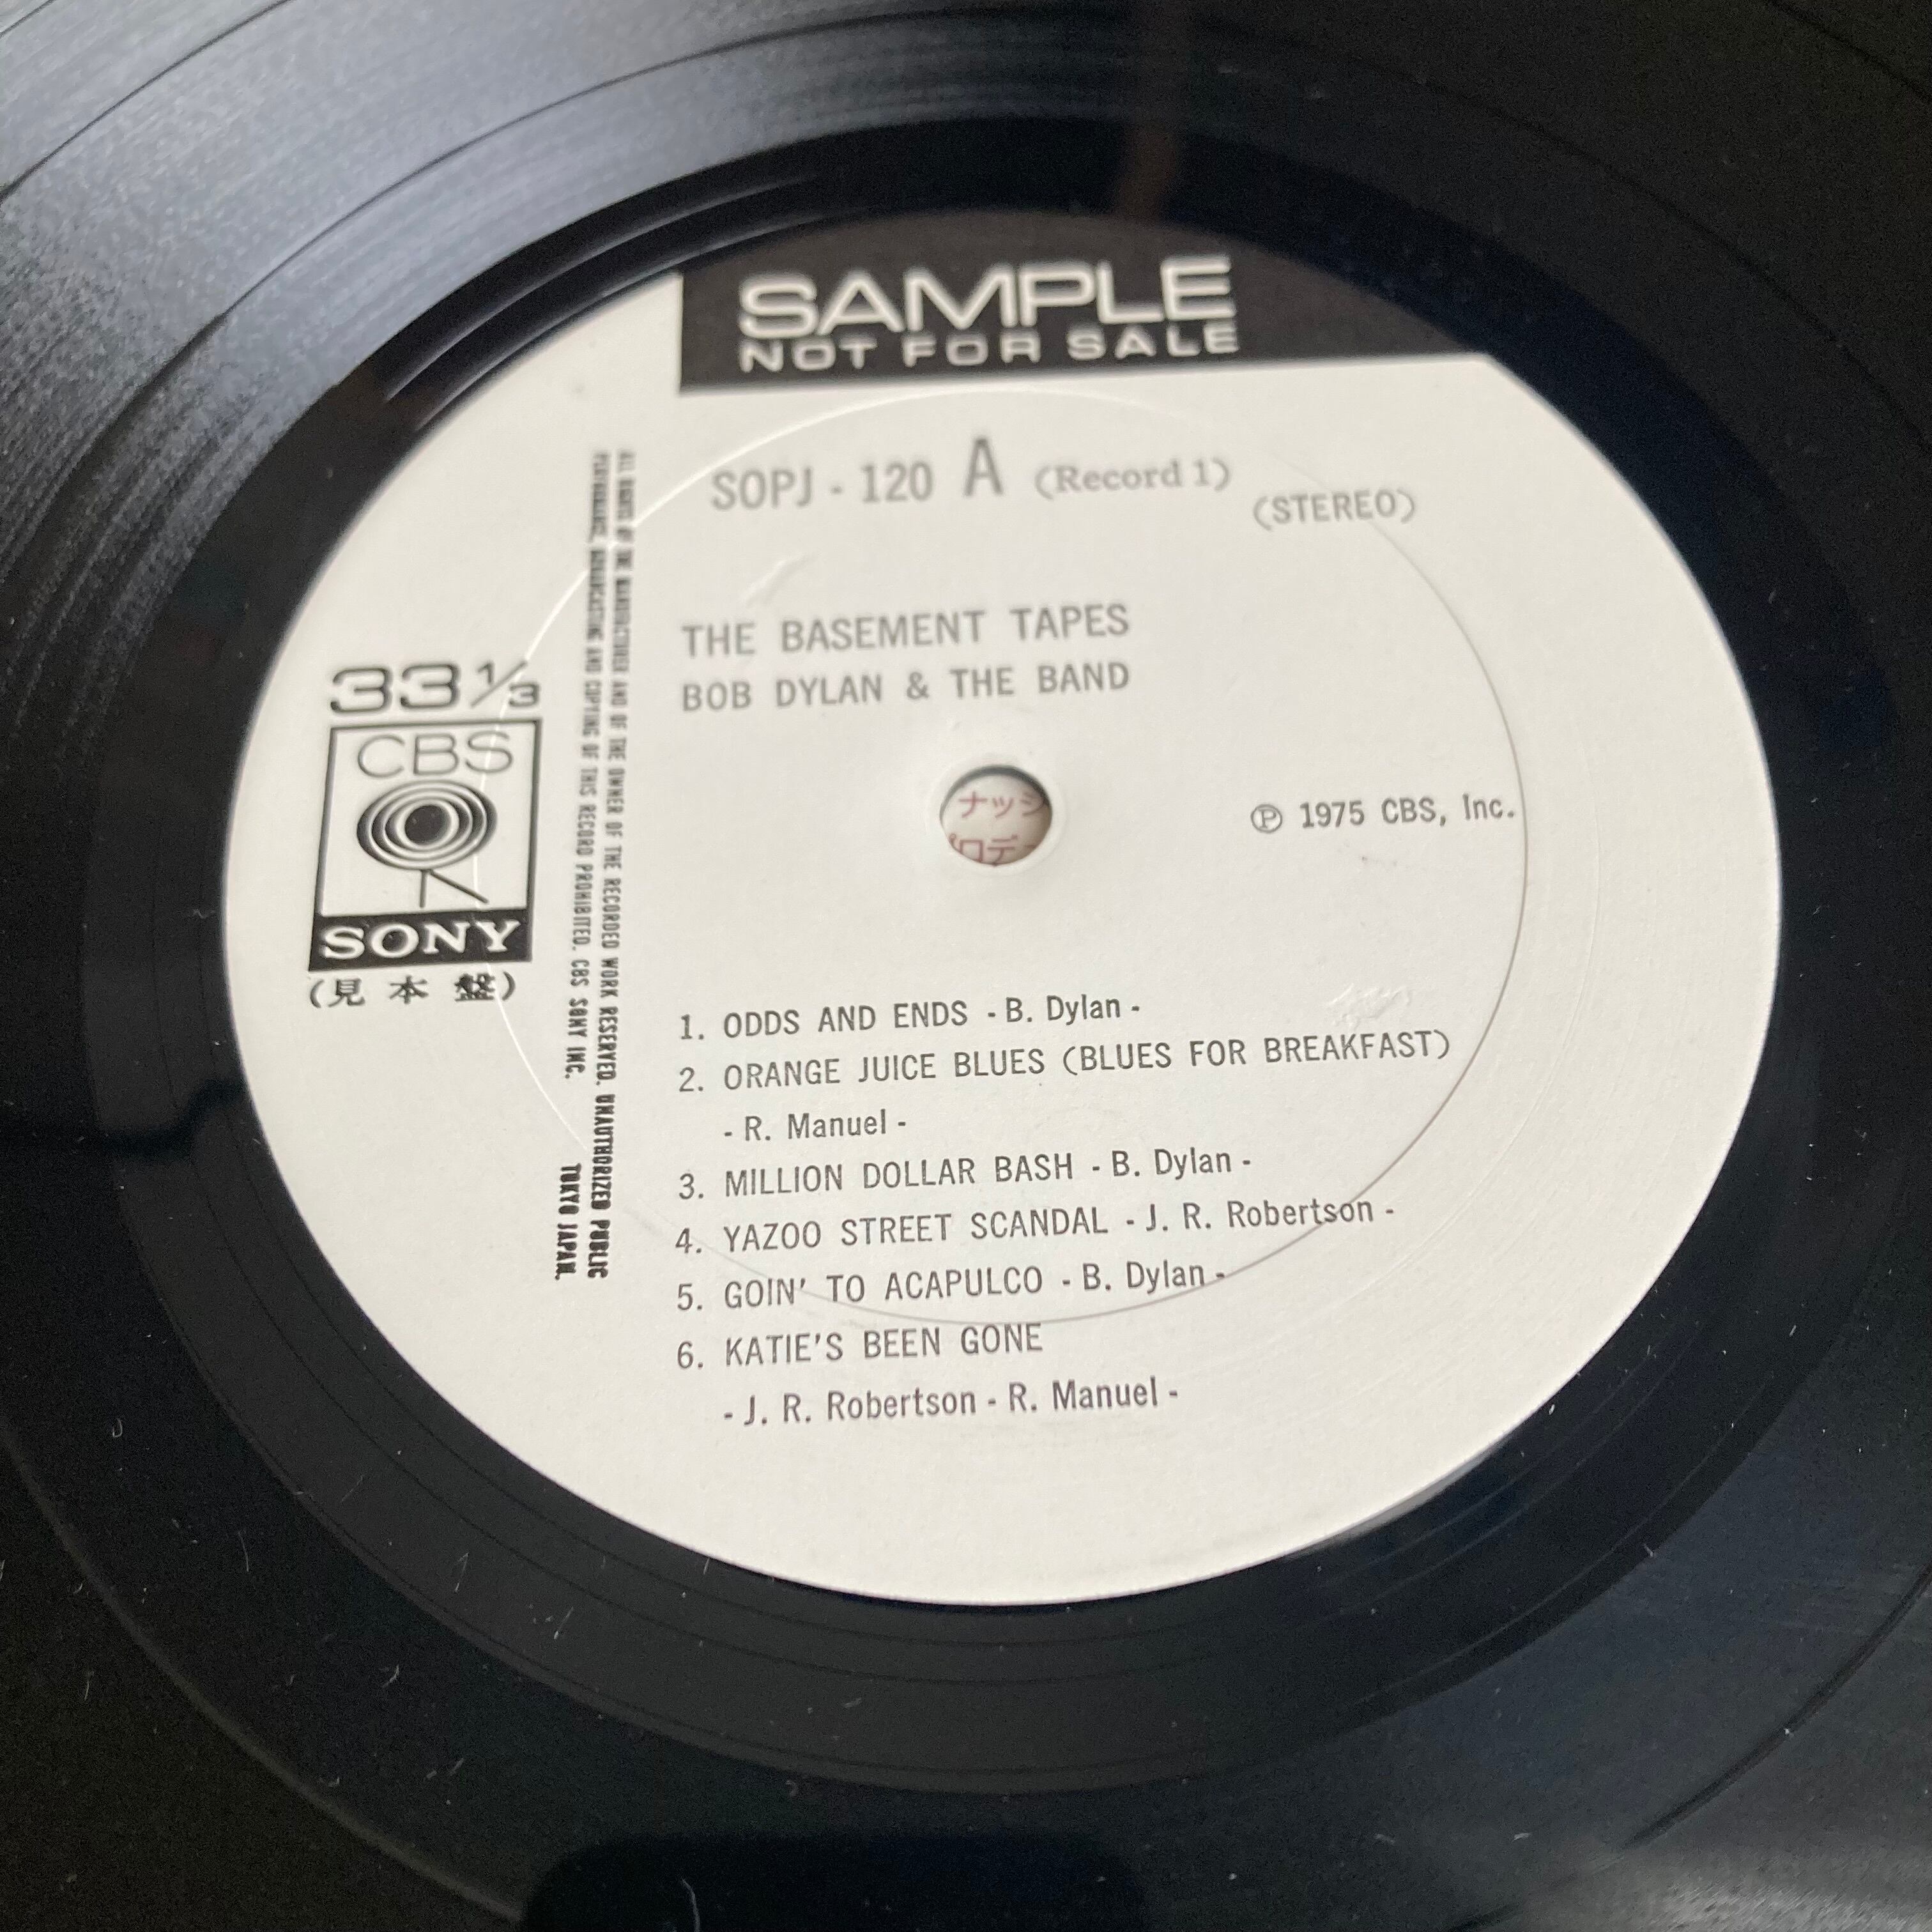 SAMPLE
NOT FOR SALE
SOPJ - 120 A (Record 1)
(STEREO)
THE BASEMENT TAPES
BOB DYLAN & THE BAND
33 1/3
CBS
SONY
(見本盤)
ALL RIGHTS OF THE MANUFACTURER AND OF THE OWNER OF THE RECORDED WORK RESERVED. UNAUTHORIZED PUBLIC
PERFORMANCE, BROADCASTING AND COPYING OF THIS RECORD PROHIBITED. CBS SONY INC. TOKYO JAPAN.
ナッシ
ロデ
℗ 1975 CBS, Inc.
1. ODDS AND ENDS - B. Dylan -
2. ORANGE JUICE BLUES (BLUES FOR BREAKFAST)
- R. Manuel -
3. MILLION DOLLAR BASH - B. Dylan -
4. YAZOO STREET SCANDAL - J. R. Robertson -
5. GOIN' TO ACAPULCO - B. Dylan -
6. KATIE'S BEEN GONE
- J. R. Robertson - R. Manuel -